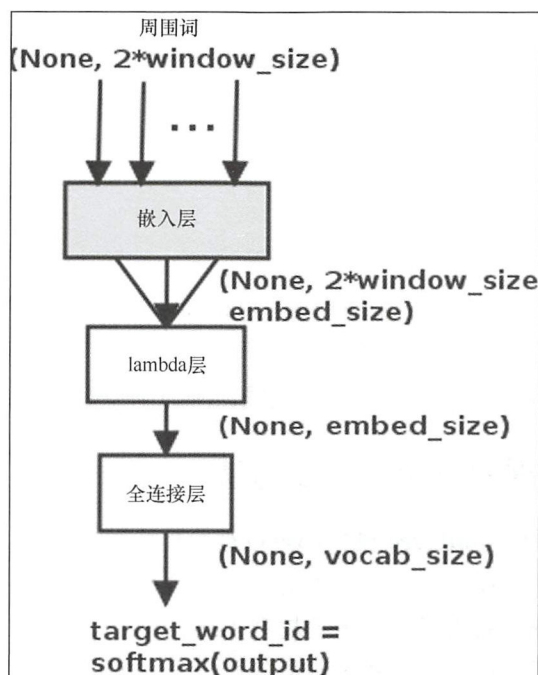 周围词
(None, 2*window_size)
...
嵌入层
(None, 2*window_size
embed_size)
lambda层
(None, embed_size)
全连接层
(None, vocab_size)
target_word_id =
softmax(output)